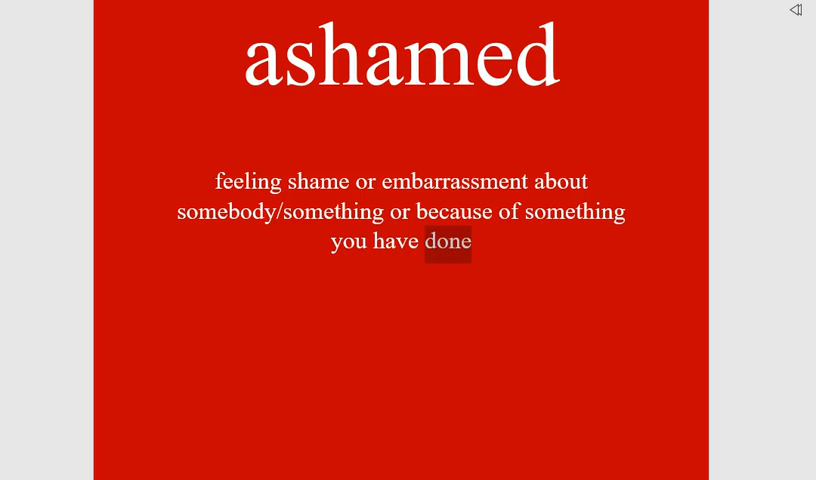 ashamed
feeling shame or embarrassment about
somebody/something or because of something
you have done